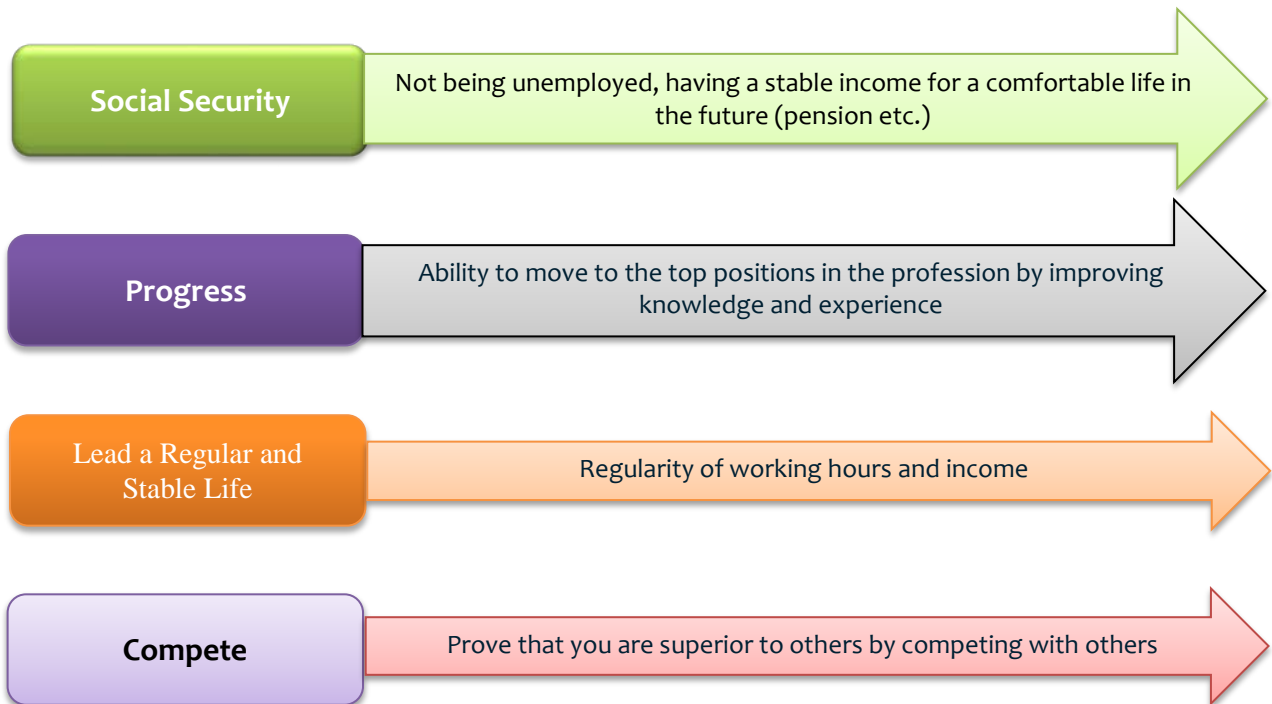 Social Security
Not being unemployed, having a stable income for a comfortable life in
the future (pension etc.)
Progress
Ability to move to the top positions in the profession by improving
knowledge and experience
Lead a Regular and
Stable Life
Regularity of working hours and income
Compete
Prove that you are superior to others by competing with others